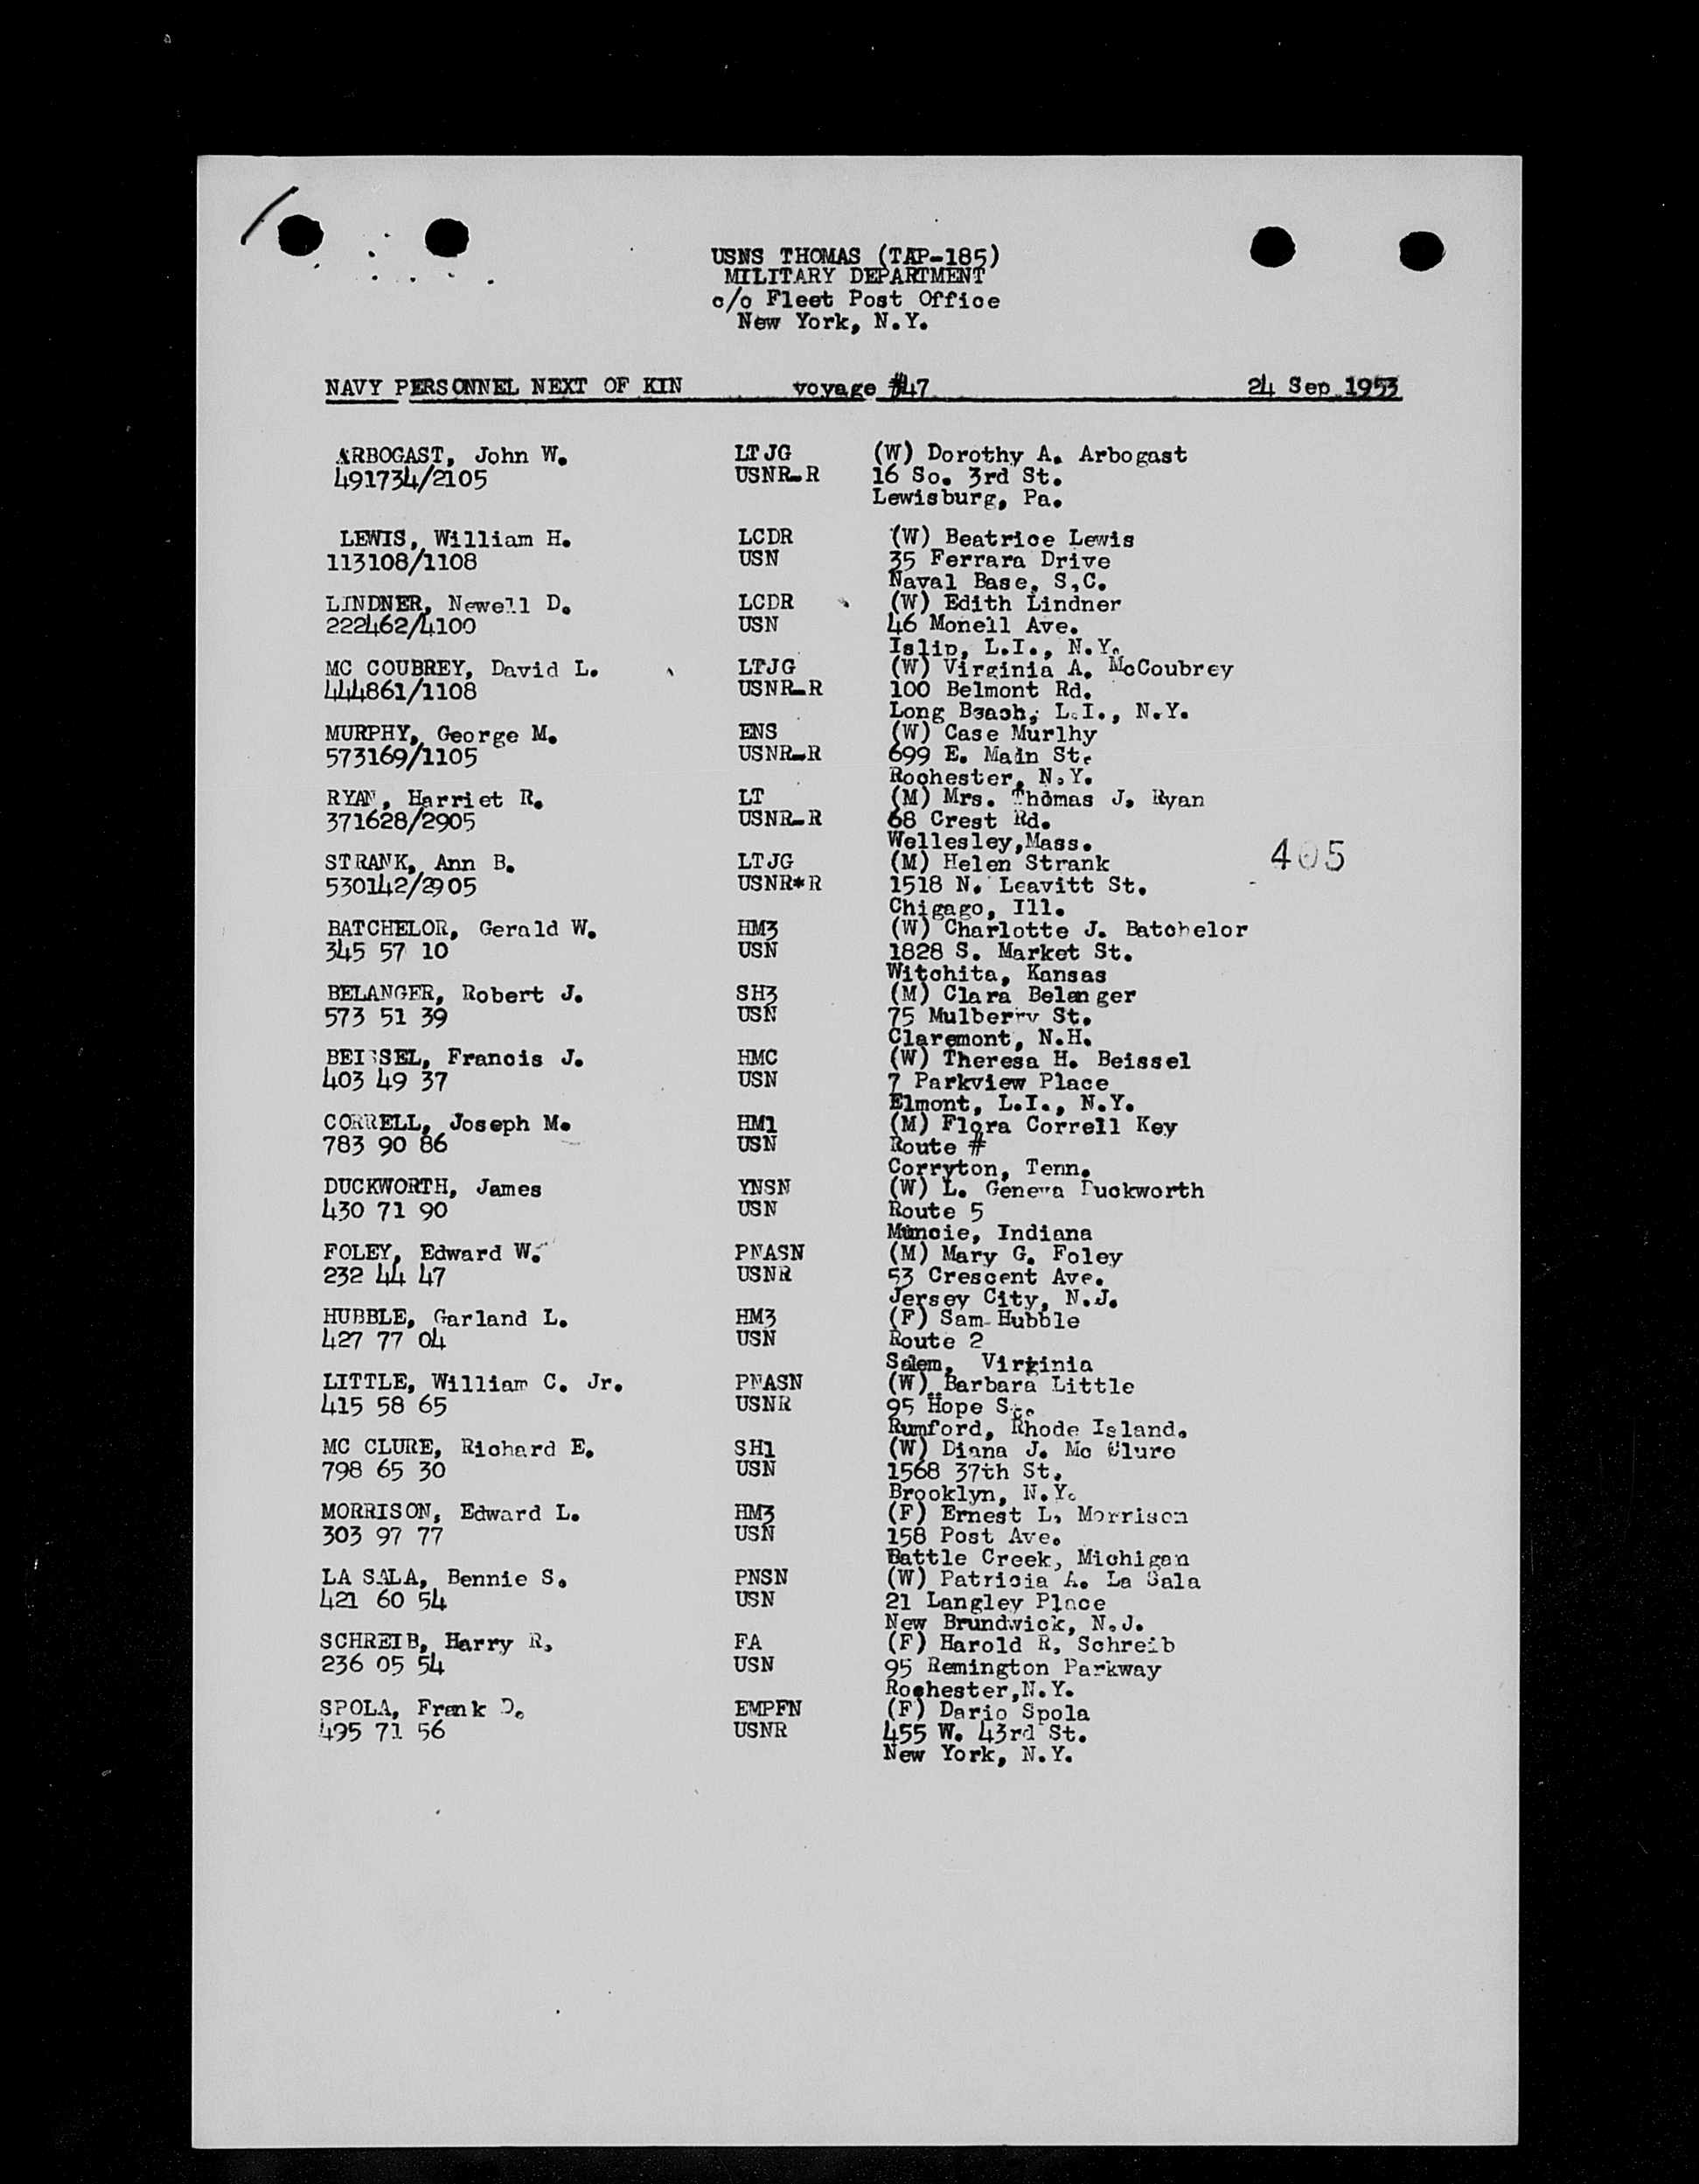 USNS THOMAS (TAP-185)
MILITARY DEPARTMENT
c/o Fleet Post Office
New York, N.Y.
NAVY PERSONNEL NEXT OF KIN voyage #47 24 Sep 1953
ARBOGAST, John W. LTJG (W) Dorothy A. Arbogast
491734/2105 USNR-R 16 So. 3rd St.
Lewisburg, Pa.
LEWIS, William H. LCDR (W) Beatrice Lewis
113108/1108 USN 35 Ferrara Drive
Naval Base, S,C.
LINDNER, Newell D. LCDR (W) Edith Lindner
222462/4100 USN 46 Monell Ave.
Islip, L.I., N.Y.
MC COUBREY, David L. LTJG (W) Virginia A. McCoubrey
444861/1108 USNR-R 100 Belmont Rd.
Long Beach, L.I., N.Y.
MURPHY, George M. ENS (W) Case Murlhy
573169/1105 USNR-R 699 E. Main St.
Rochester, N.Y.
RYAN, Harriet R. LT (M) Mrs. Thomas J. Ryan
371628/2905 USNR-R 68 Crest Rd.
Wellesley,Mass.
405
STRANK, Ann B. LTJG (M) Helen Strank
530142/2905 USNR*R 1518 N. Leavitt St.
Chigago, Ill.
BATCHELOR, Gerald W. HM3 (W) Charlotte J. Batchelor
345 57 10 USN 1828 S. Market St.
Witchita, Kansas
BELANGER, Robert J. SH3 (M) Clara Belanger
573 51 39 USN 75 Mulberry St.
Claremont, N.H.
BEISSEL, Francis J. HMC (W) Theresa H. Beissel
403 49 37 USN 7 Parkview Place
Elmont, L.I., N.Y.
CORRELL, Joseph M. HM1 (M) Flora Correll Key
783 90 86 USN Route #
Corryton, Tenn.
DUCKWORTH, James YNSN (W) L. Geneva Duckworth
430 71 90 USN Route 5
Muncie, Indiana
FOLEY, Edward W. PNASN (M) Mary G. Foley
232 44 47 USNR 53 Crescent Ave.
Jersey City, N.J.
HUBBLE, Garland L. HM3 (F) Sam Hubble
427 77 04 USN Route 2
Salem, Virginia
LITTLE, William C. Jr. PNASN (W) Barbara Little
415 58 65 USNR 95 Hope St.
Rumford, Rhode Island.
MC CLURE, Richard E. SH1 (W) Diana J. Mc Clure
798 65 30 USN 1568 37th St.
Brooklyn, N.Y.
MORRISON, Edward L. HM3 (F) Ernest L. Morrison
303 97 77 USN 158 Post Ave.
Battle Creek, Michigan
LA SALA, Bennie S. PNSN (W) Patricia A. La Sala
421 60 54 USN 21 Langley Place
New Brundwick, N.J.
SCHREIB, Harry R. FA (F) Harold R. Schreib
236 05 54 USN 95 Remington Parkway
Rochester,N.Y.
SPOLA, Frank D. EMPFN (F) Dario Spola
495 71 56 USNR 455 W. 43rd St.
New York, N.Y.